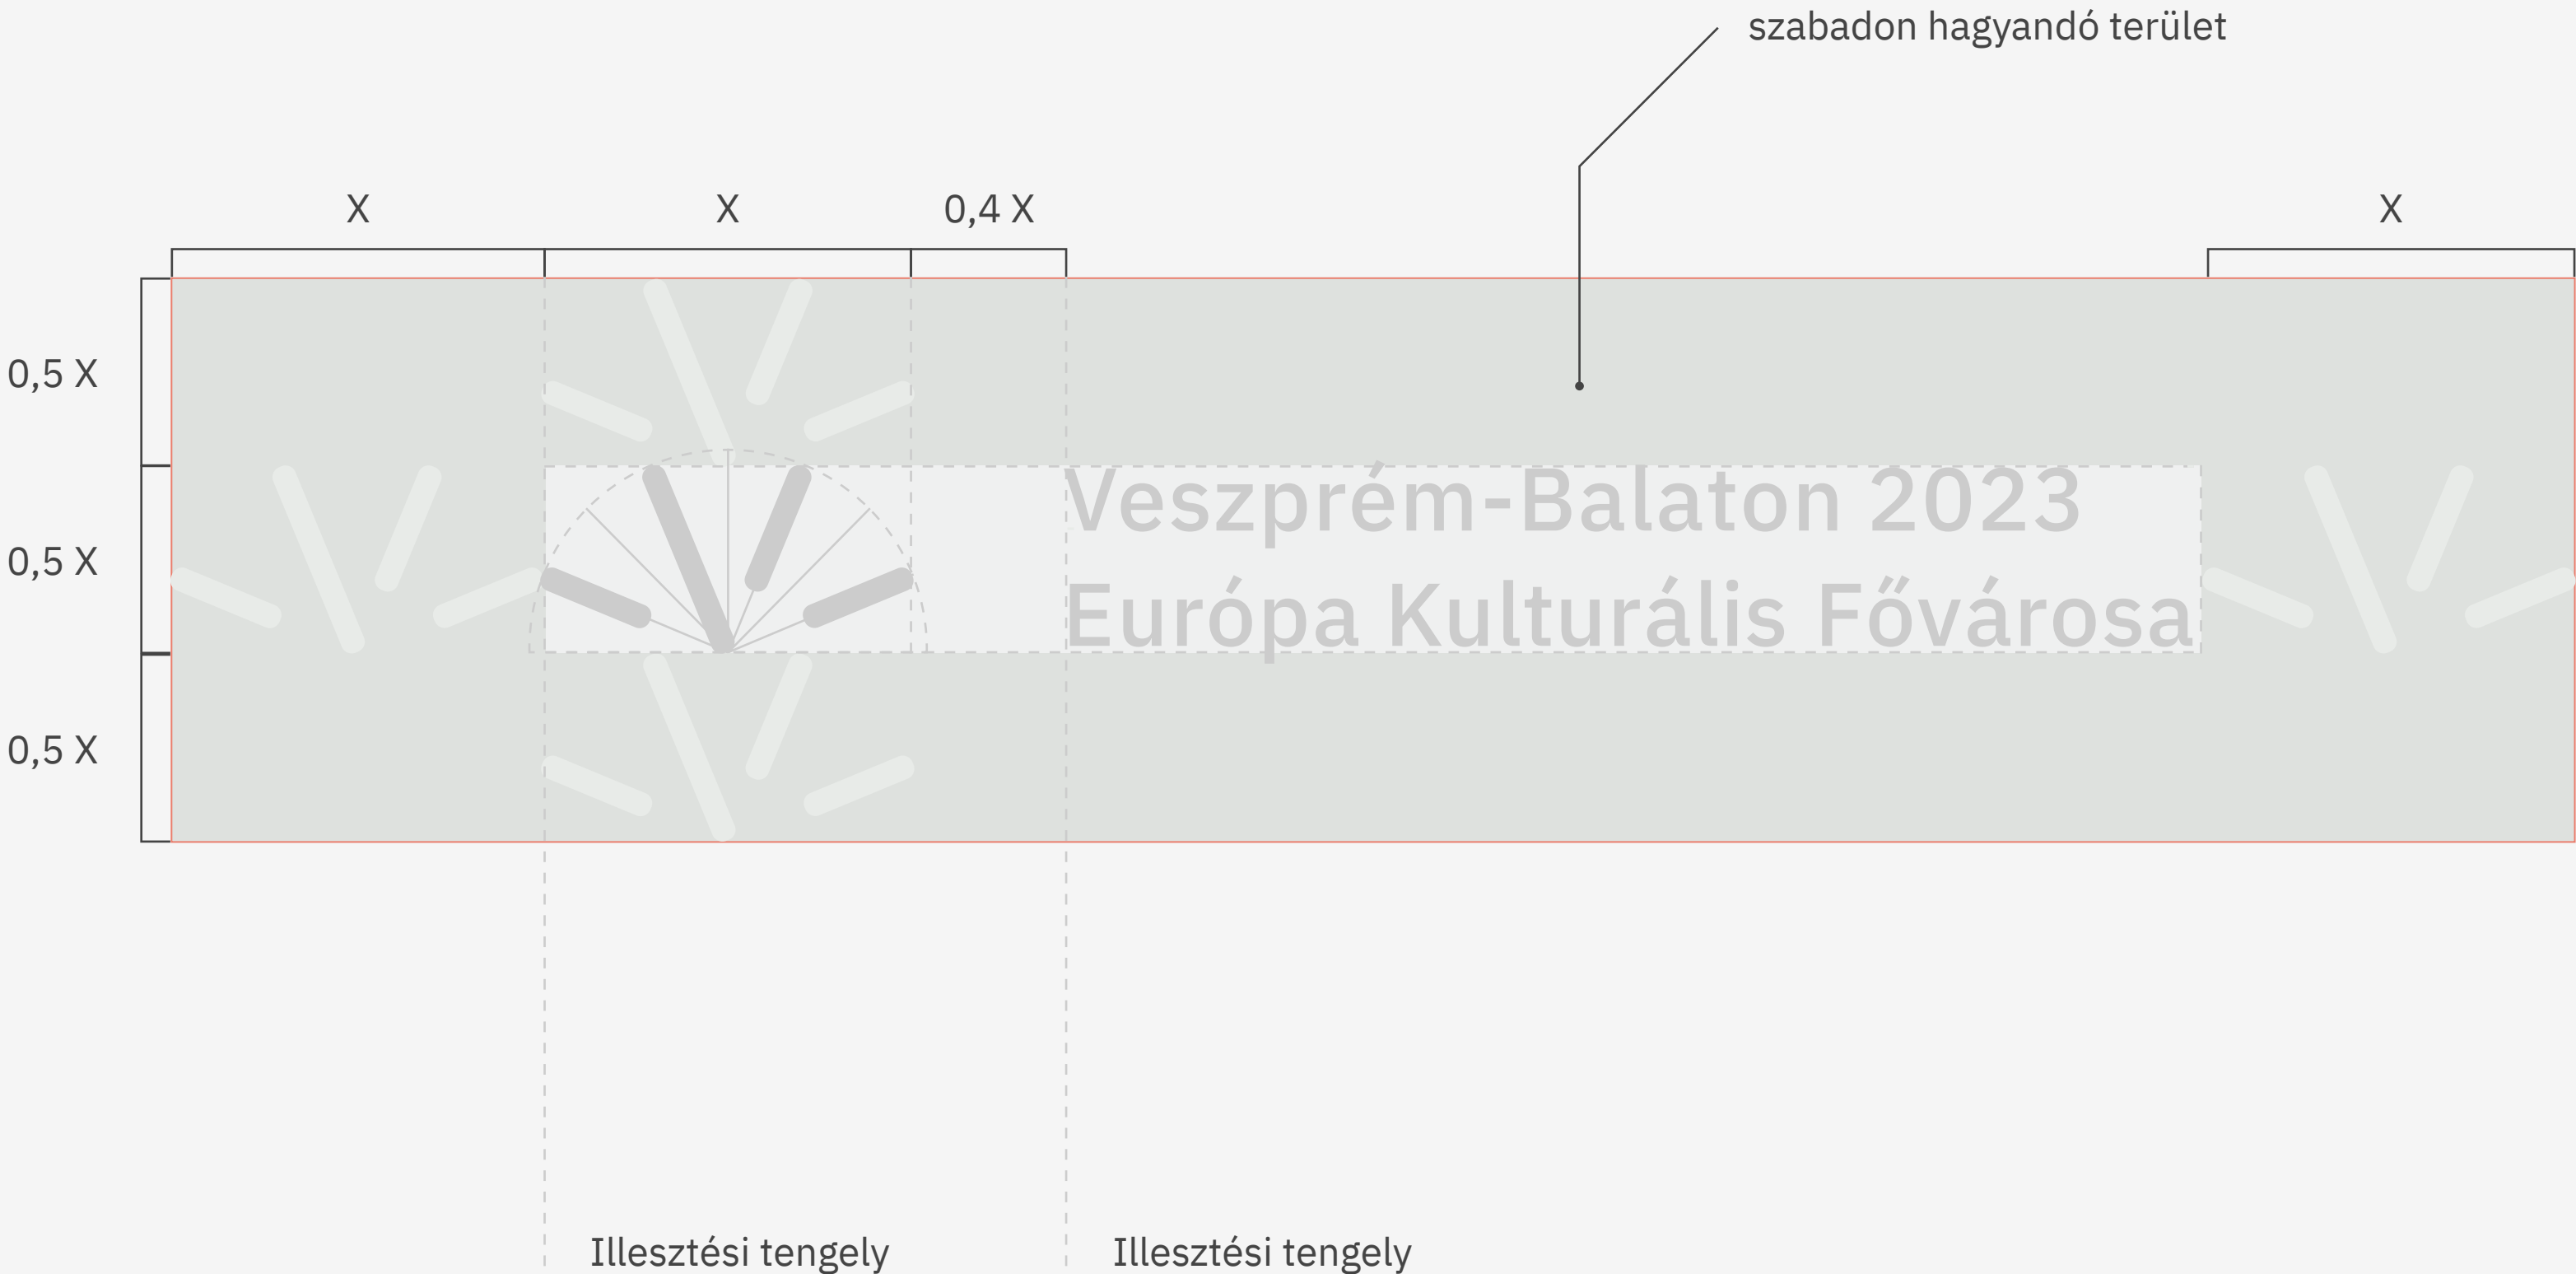 szabadon hagyandó terület
X X 0,4 X X
0,5 X
0,5 X
0,5 X
Veszprém-Balaton 2023
Európa Kulturális Fővárosa
Illesztési tengely
Illesztési tengely